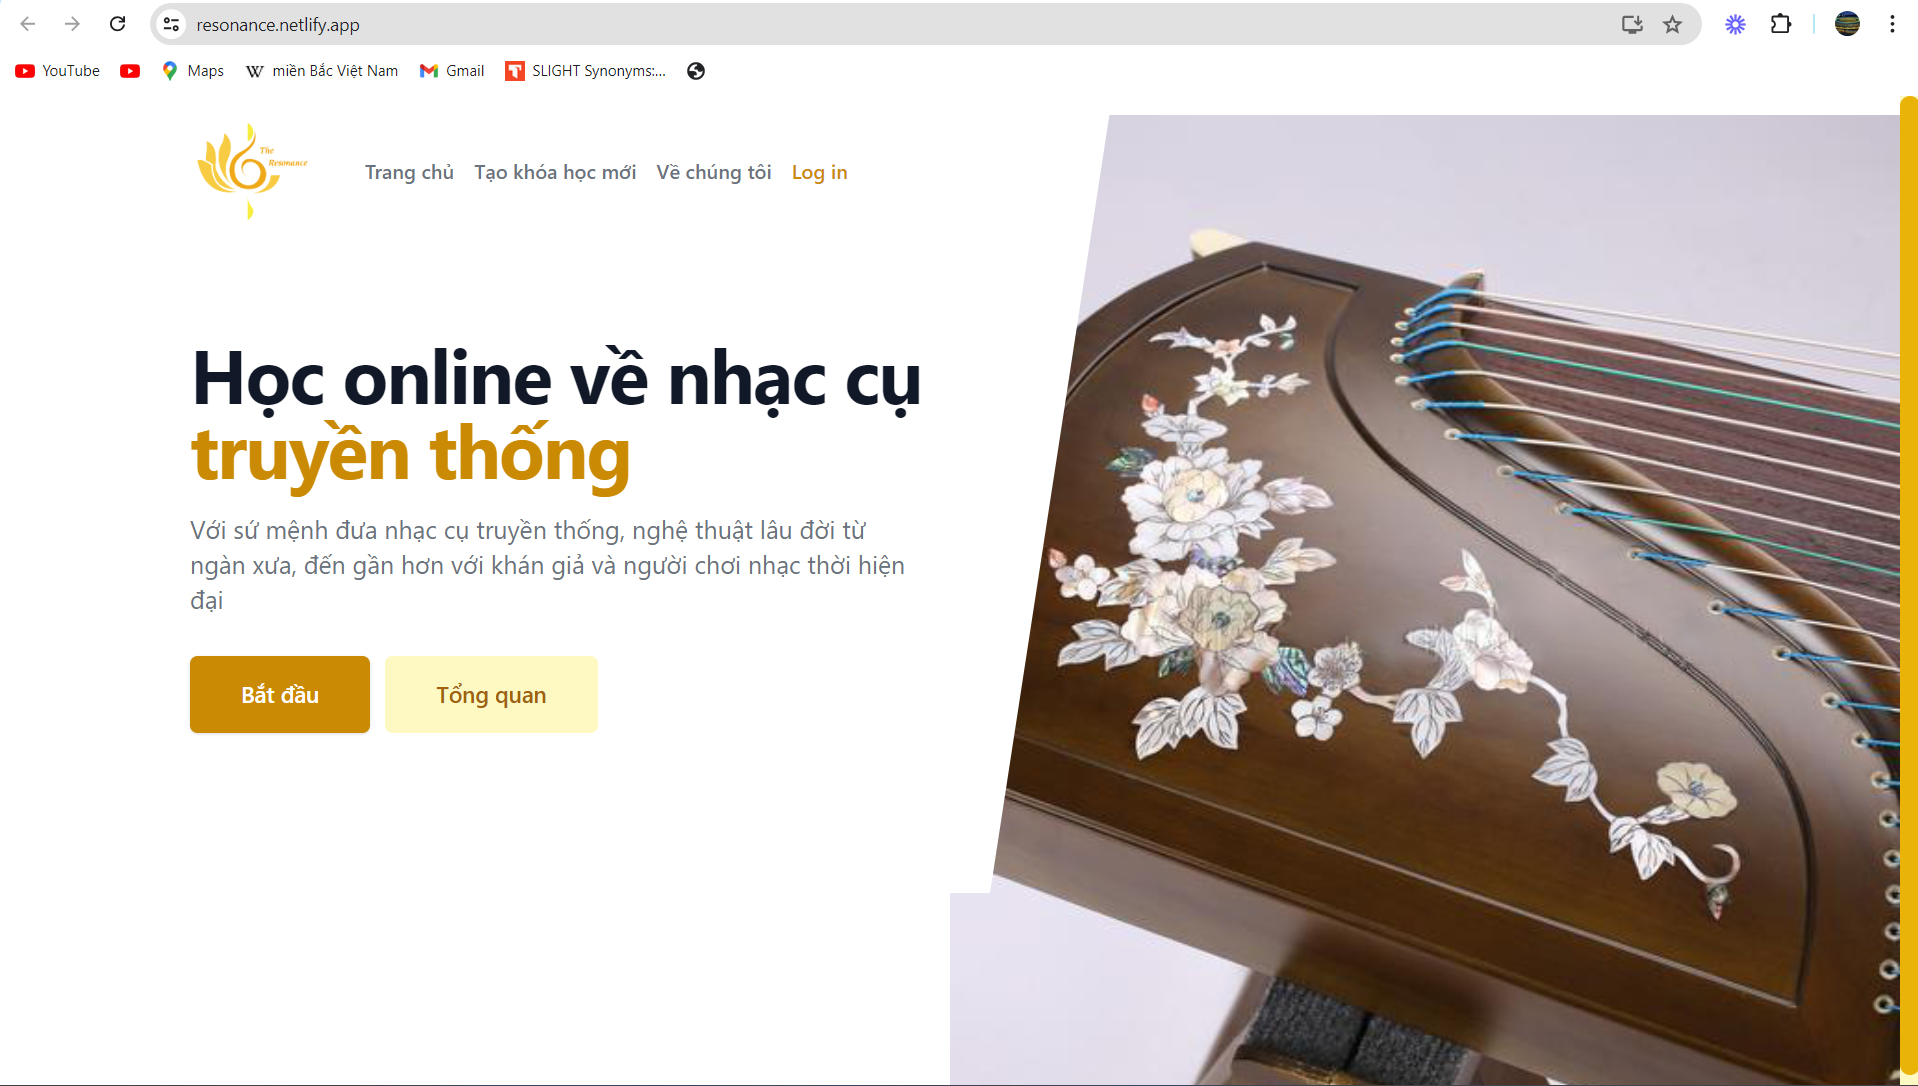 resonance.netlify.app
YouTube
Maps
miền Bắc Việt Nam
Gmail
SLIGHT Synonyms:...
The
Resonance
Trang chủ
Tạo khóa học mới
Về chúng tôi
Log in
Học online về nhạc cụ
truyền thống
Với sứ mệnh đưa nhạc cụ truyền thống, nghệ thuật lâu đời từ
ngàn xưa, đến gần hơn với khán giả và người chơi nhạc thời hiện
đại
Bắt đầu
Tổng quan